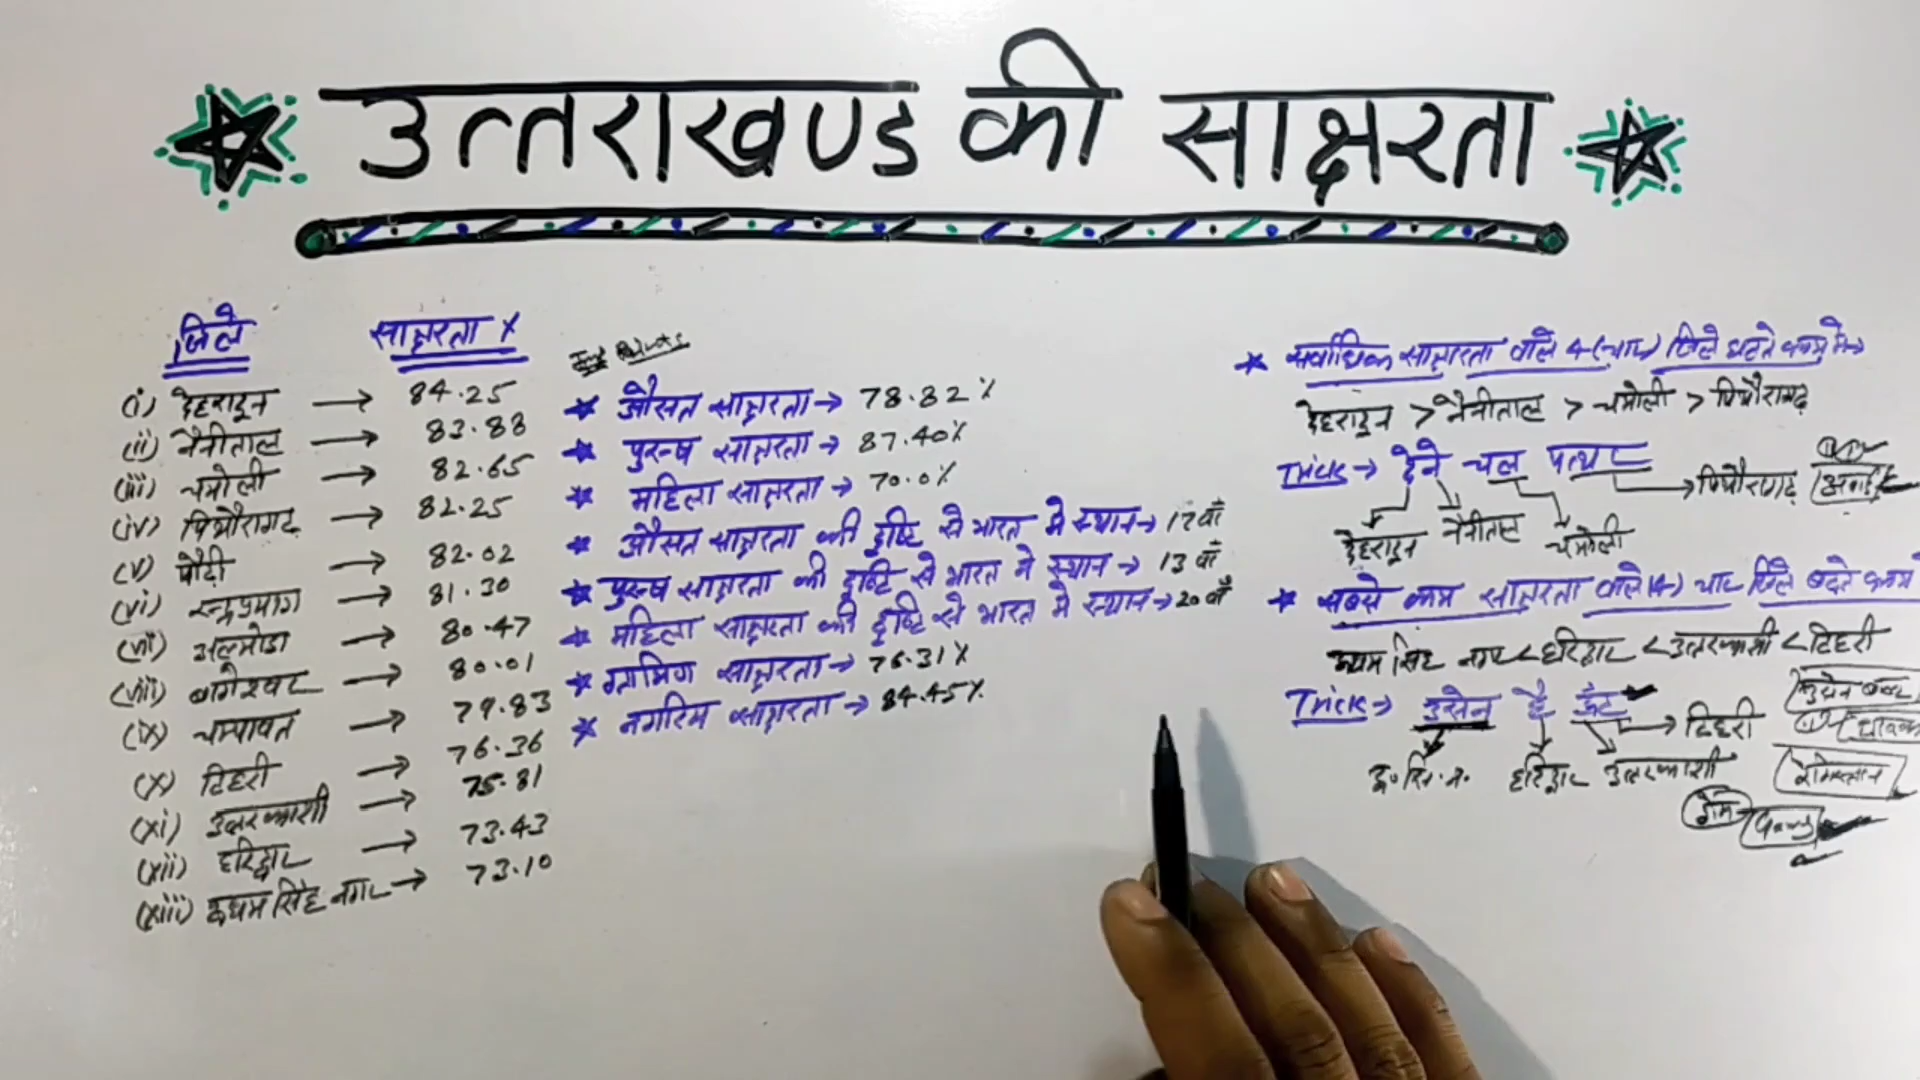 उत्तराखण्ड की साक्षरता
जिले साक्षरता %
(i) देहरादून → 84.25
(ii) नैनीताल → 83.88
(iii) चमोली → 82.65
(iv) पिथौरागढ़ → 82.25
(v) पौढ़ी → 82.02
(vi) रुद्रप्रयाग → 81.30
(vii) अल्मोडा → 80.47
(viii) बागेश्वर → 80.01
(ix) चम्पावत → 79.83
(x) टिहरी → 76.36
(xi) उत्तरकाशी → 75.81
(xii) हरिद्वार → 73.43
(xiii) ऊधम सिंह नगर → 73.10
★ औसत साक्षरता → 78.82%
★ पुरुष साक्षरता → 87.40%
★ महिला साक्षरता → 70.0%
★ औसत साक्षरता की दृष्टि से भारत मे स्थान → 17 वाँ
★ पुरुष साक्षरता की दृष्टि से भारत मे स्थान → 13 वाँ
★ महिला साक्षरता की दृष्टि से भारत मे स्थान → 20 वाँ
★ ग्रामिण साक्षरता → 76.31%
★ नगरिय साक्षरता → 84.45%
★ सर्वाधिक साक्षरता वाले 4 (चार) जिले घटते क्रम मे →
देहरादून > नैनीताल > चमोली > पिथौरागढ़
Trick → देने चल पत्थर
पिथौरागढ़
देहरादून नैनीताल चमोली
★ सबसे कम साक्षरता वाले (4) चार जिले बढते क्रम
ऊधम सिंह नगर < हरिद्वार < उत्तरकाशी < टिहरी
Trick → उसेन है ऊँट
टिहरी
ऊ॰ सि॰ न॰ हरिद्वार उत्तरकाशी